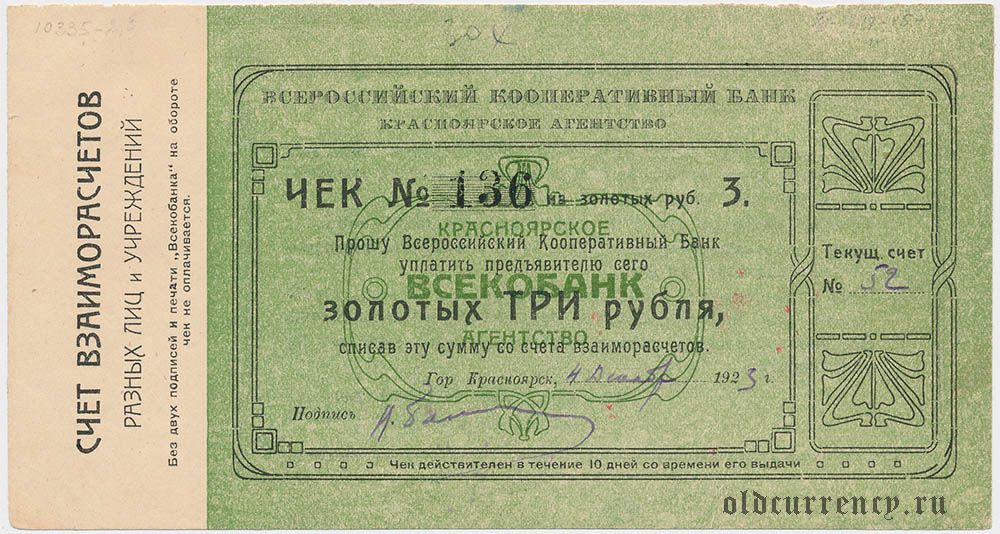 10335-
СЧЕТ ВЗАИМОРАСЧЕТОВ
РАЗНЫХ ЛИЦ и УЧРЕЖДЕНИЙ
Без двух подписей и печати „Всекобанка" на обороте
чек не оплачивается.
ВСЕРОССИЙСКИЙ КООПЕРАТИВНЫЙ БАНК
КРАСНОЯРСКОЕ АГЕНТСТВО
ЧЕК № 136 на золотых руб. 3.
КРАСНОЯРСКОЕ
Прошу Всероссийский Кооперативный Банк
уплатить предъявителю сего
ВСЕКОБАНК
золотых ТРИ рубля,
АГЕНТСТВО
списав эту сумму со счета взаиморасчетов.
Гор Красноярск, 4 Декабр 1923 г.
Подпись
Чек действителен в течение 10 дней со времени его выдачи
Текущ. счет
№ 52
oldcurrency.ru